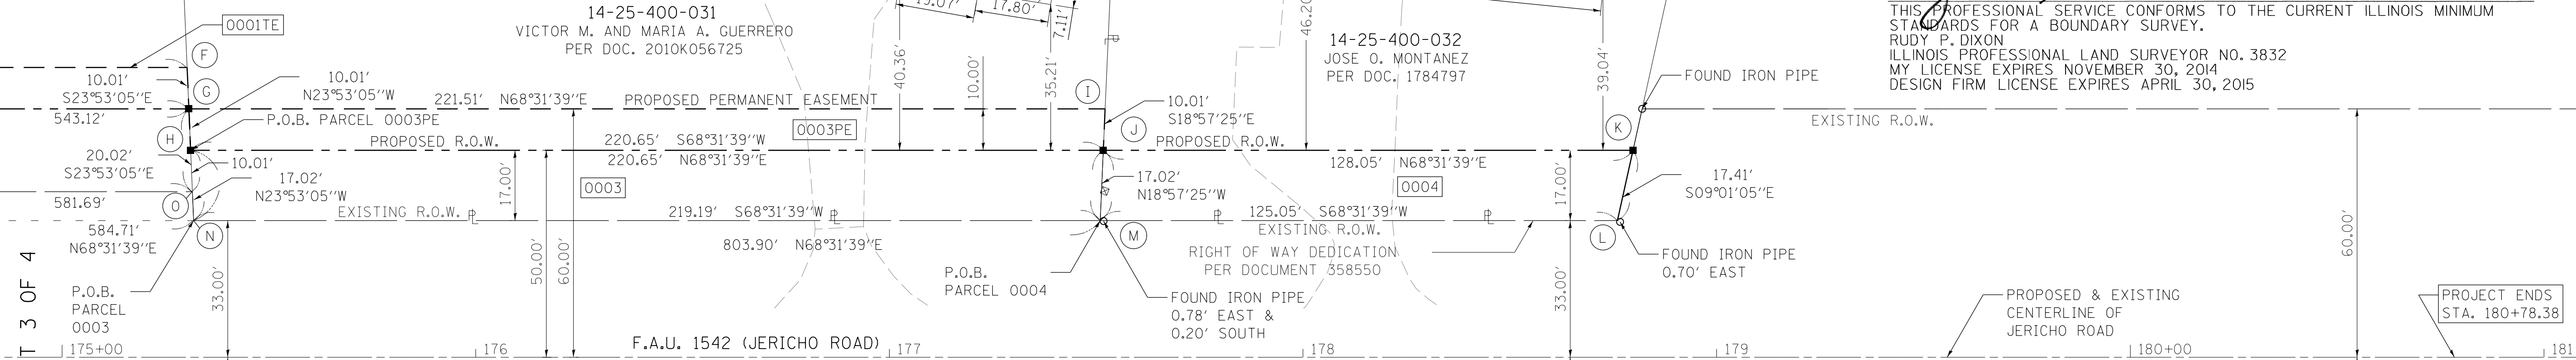 0001TE
14-25-400-031
VICTOR M. AND MARIA A. GUERRERO
PER DOC. 2010K056725
17.80'
7.11'
46.20
14-25-400-032
JOSE O. MONTANEZ
PER DOC. 1784797
THIS PROFESSIONAL SERVICE CONFORMS TO THE CURRENT ILLINOIS MINIMUM
STANDARDS FOR A BOUNDARY SURVEY.
RUDY P. DIXON
ILLINOIS PROFESSIONAL LAND SURVEYOR NO. 3832
MY LICENSE EXPIRES NOVEMBER 30, 2014
DESIGN FIRM LICENSE EXPIRES APRIL 30, 2015
F
G
H
I
J
K
L
M
N
O
10.01'
S23°53'05"E
10.01'
N23°53'05"W
543.12'
221.51' N68°31'39"E
PROPOSED PERMANENT EASEMENT
40.36'
10.00'
35.21'
39.04'
10.01'
S18°57'25"E
FOUND IRON PIPE
EXISTING R.O.W.
P.O.B. PARCEL 0003PE
0003PE
PROPOSED R.O.W.
220.65' S68°31'39"W
220.65' N68°31'39"E
PROPOSED R.O.W.
128.05' N68°31'39"E
20.02'
S23°53'05"E
10.01'
17.02'
N23°53'05"W
17.00'
0003
17.02'
N18°57'25"W
0004
17.00'
17.41'
S09°01'05"E
581.69'
EXISTING R.O.W.
219.19' S68°31'39"W
125.05' S68°31'39"W
EXISTING R.O.W.
584.71'
N68°31'39"E
803.90' N68°31'39"E
RIGHT OF WAY DEDICATION
PER DOCUMENT 358550
FOUND IRON PIPE
0.70' EAST
P.O.B.
PARCEL
0003
33.00'
50.00'
60.00'
P.O.B.
PARCEL 0004
FOUND IRON PIPE
0.78' EAST &
0.20' SOUTH
33.00'
60.00'
PROPOSED & EXISTING
CENTERLINE OF
JERICHO ROAD
PROJECT ENDS
STA. 180+78.38
T 3 OF 4
F.A.U. 1542 (JERICHO ROAD)
175+00
176
177
178
179
180+00
181